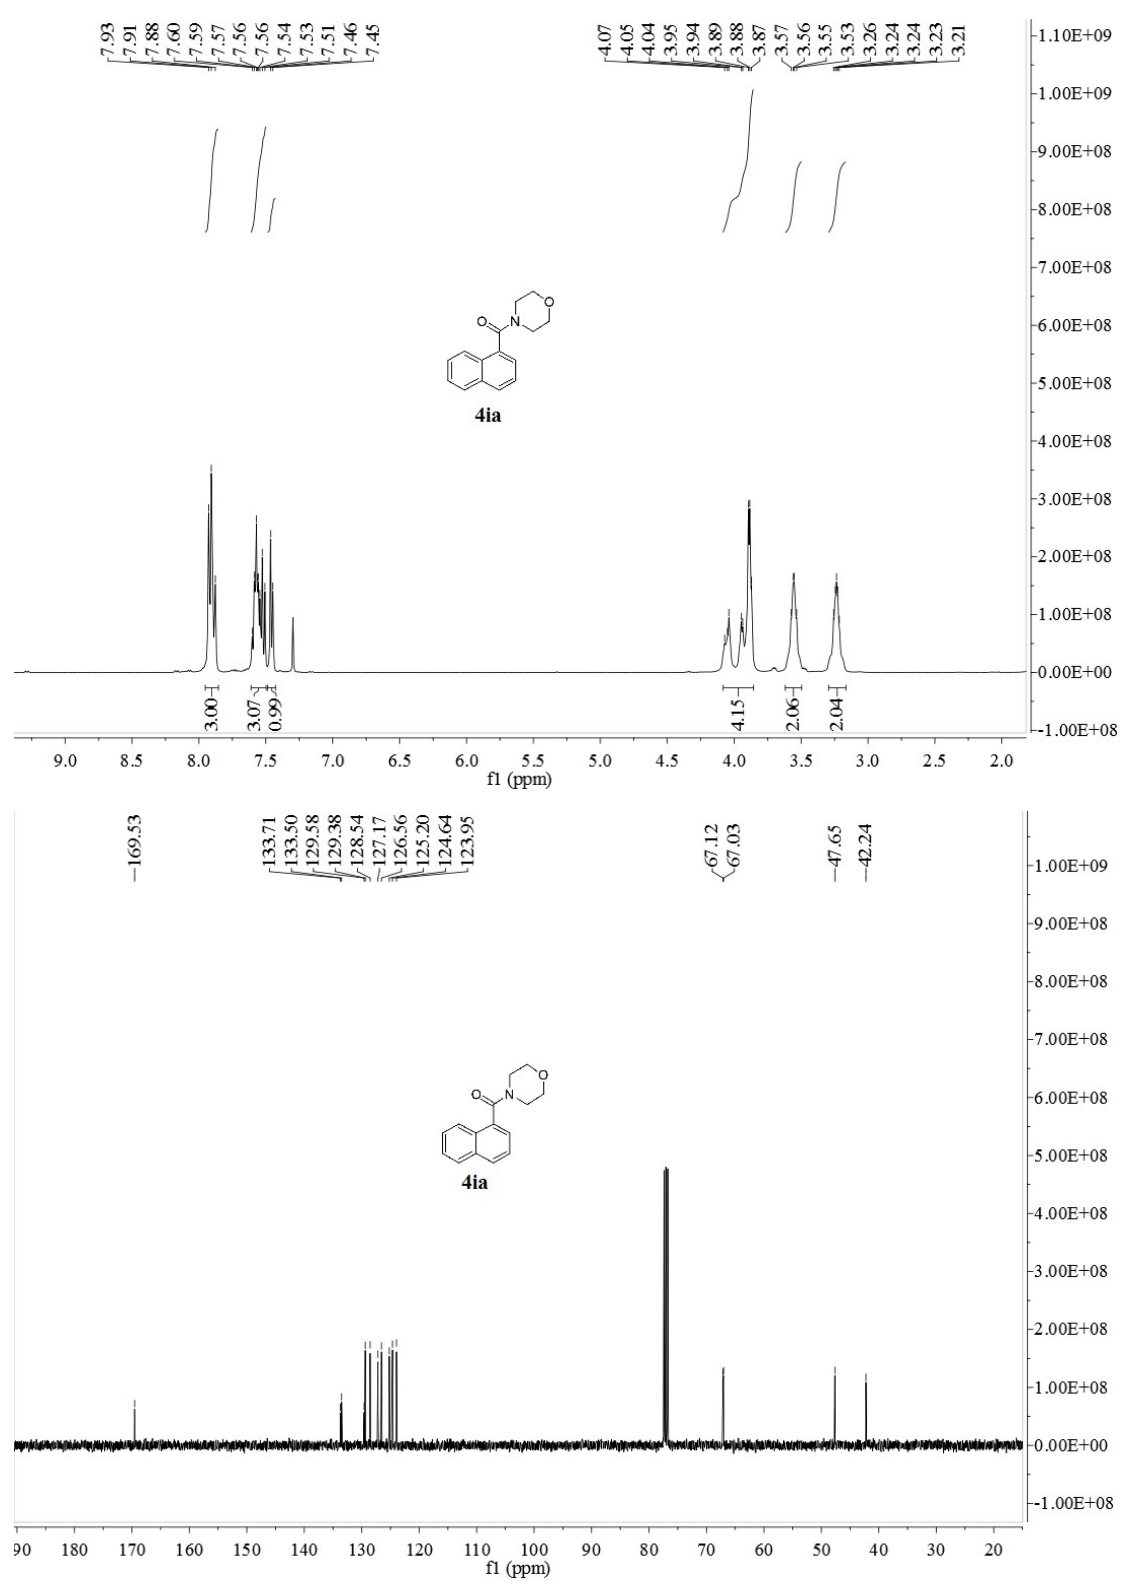 7.93
7.91
7.88
7.60
7.59
7.57
7.56
7.56
7.54
7.53
7.51
7.46
7.45
4.07
4.05
4.04
3.95
3.94
3.89
3.88
3.87
3.57
3.56
3.55
3.53
3.26
3.24
3.24
3.23
3.21
1.10E+09
1.00E+09
9.00E+08
8.00E+08
7.00E+08
6.00E+08
5.00E+08
4.00E+08
3.00E+08
2.00E+08
1.00E+08
0.00E+00
-1.00E+08
O
N
O
4ia
3.00
3.07
0.99
4.15
2.06
2.04
9.0 8.5 8.0 7.5 7.0 6.5 6.0 5.5 5.0 4.5 4.0 3.5 3.0 2.5 2.0
f1 (ppm)
169.53
133.71
133.50
129.58
129.38
128.54
127.17
126.56
125.20
124.64
123.95
67.12
67.03
47.65
42.24
1.00E+09
9.00E+08
8.00E+08
7.00E+08
6.00E+08
5.00E+08
4.00E+08
3.00E+08
2.00E+08
1.00E+08
0.00E+00
-1.00E+08
O
N
O
4ia
90 180 170 160 150 140 130 120 110 100 90 80 70 60 50 40 30 20
f1 (ppm)